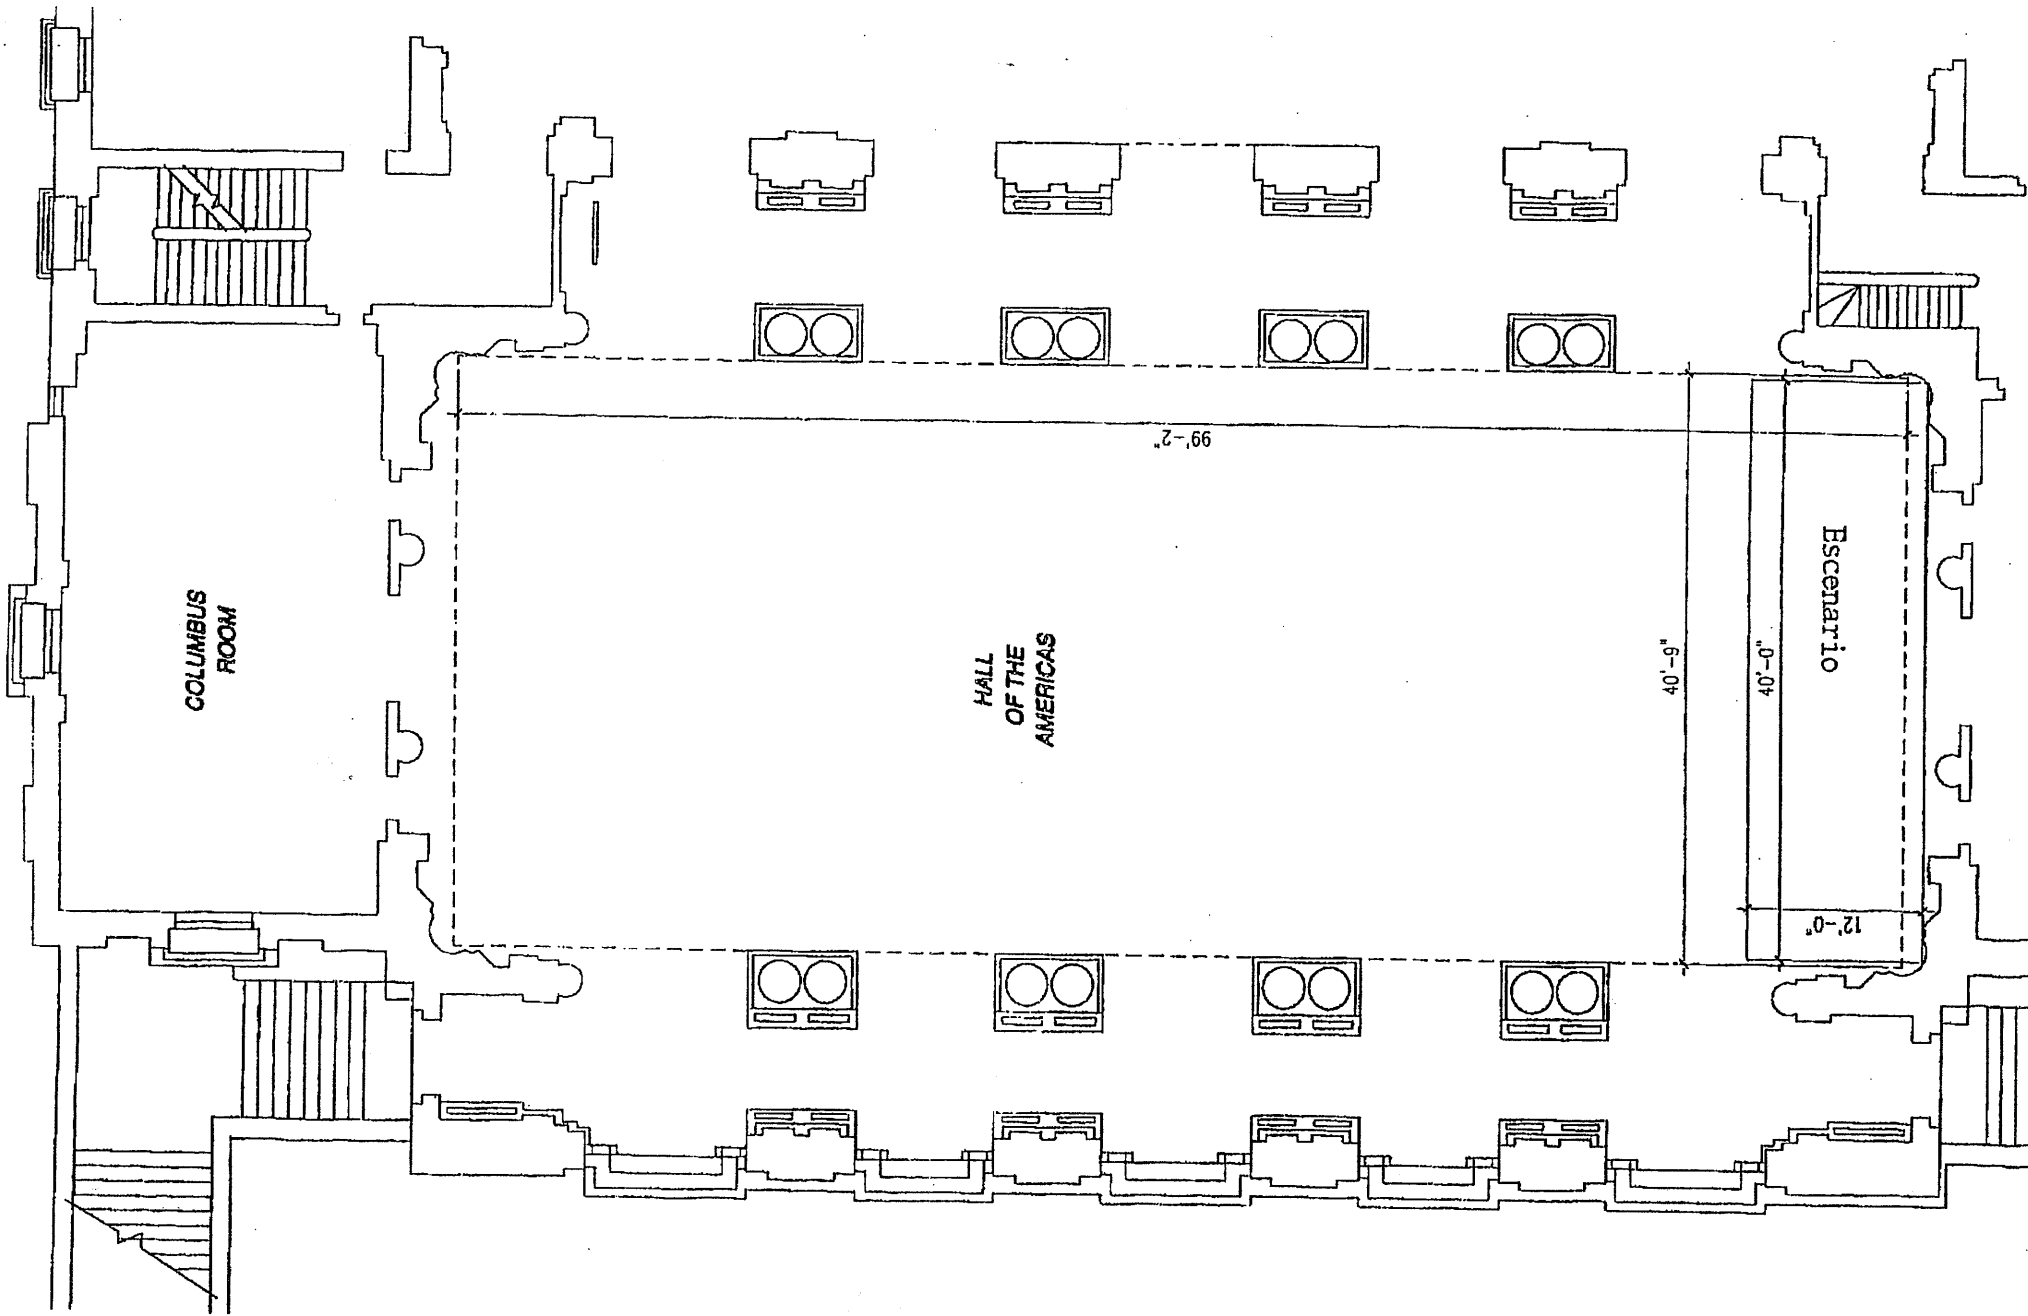 COLUMBUS
ROOM
HALL
OF THE
AMERICAS
99'-2"
40'-9"
40'-0"
Escenario
12'-0"